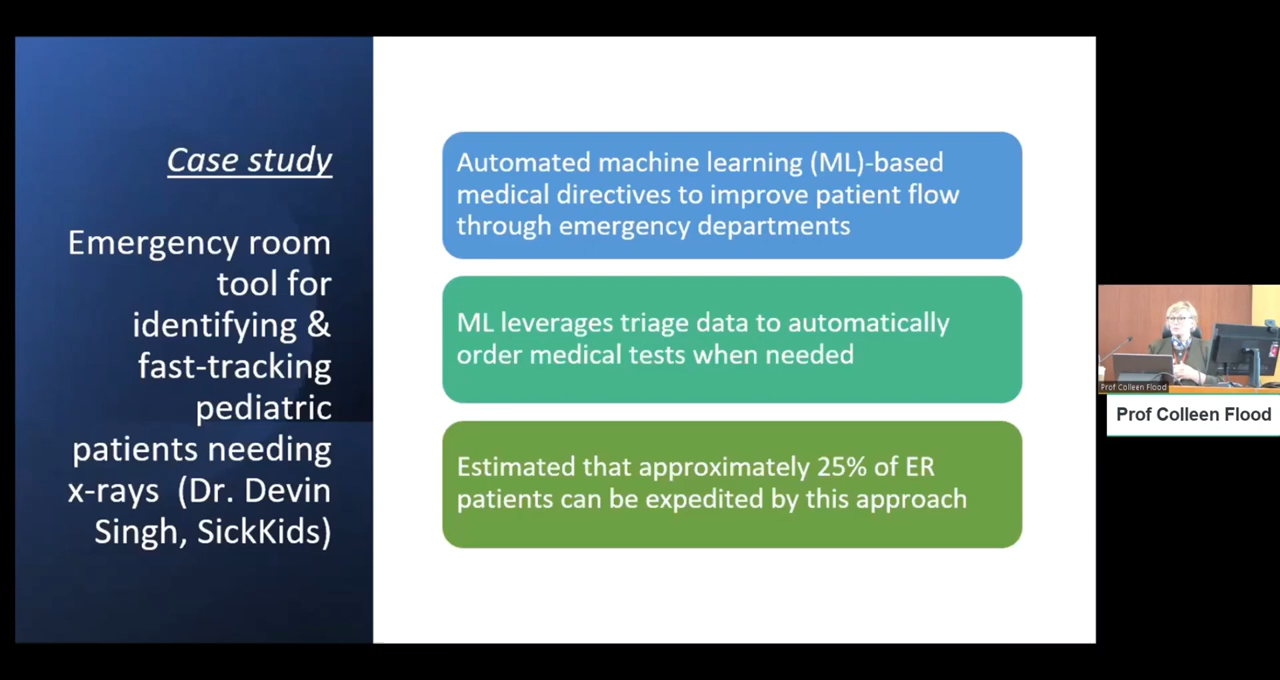 Case study
Emergency room
tool for
identifying &
fast-tracking
pediatric
patients needing
x-rays (Dr. Devin
Singh, SickKids)
Automated machine learning (ML)-based
medical directives to improve patient flow
through emergency departments
ML leverages triage data to automatically
order medical tests when needed
Estimated that approximately 25% of ER
patients can be expedited by this approach
Prof Colleen Flood
Prof Colleen Flood